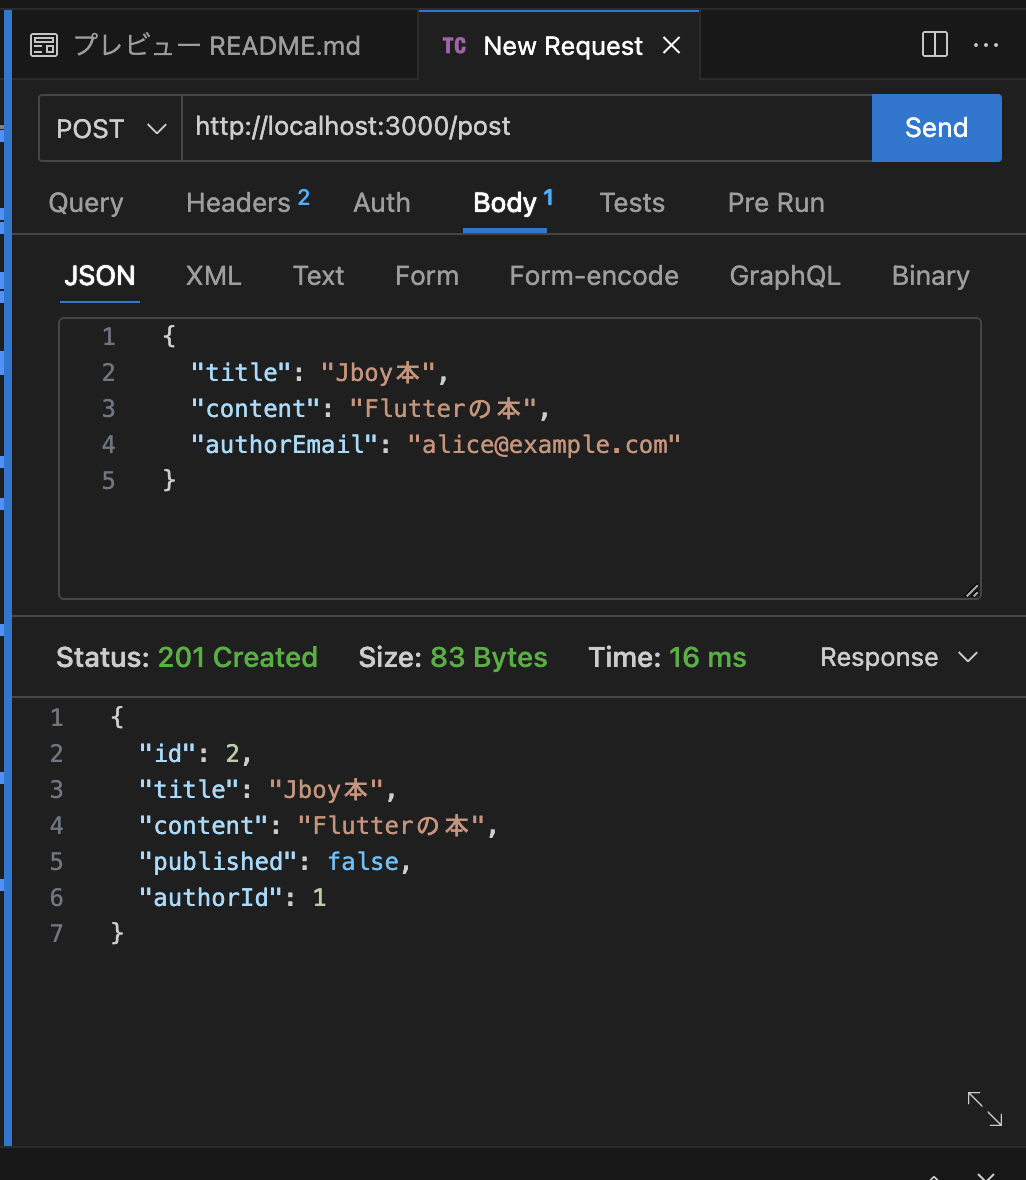 プレビュー README.md
TC New Request
POST http://localhost:3000/post Send
Query Headers 2 Auth Body 1 Tests Pre Run
JSON XML Text Form Form-encode GraphQL Binary
1 {
2 "title": "Jboy本",
3 "content": "Flutterの本",
4 "authorEmail": "alice@example.com"
5 }
Status: 201 Created Size: 83 Bytes Time: 16 ms Response
1 {
2 "id": 2,
3 "title": "Jboy本",
4 "content": "Flutterの本",
5 "published": false,
6 "authorId": 1
7 }